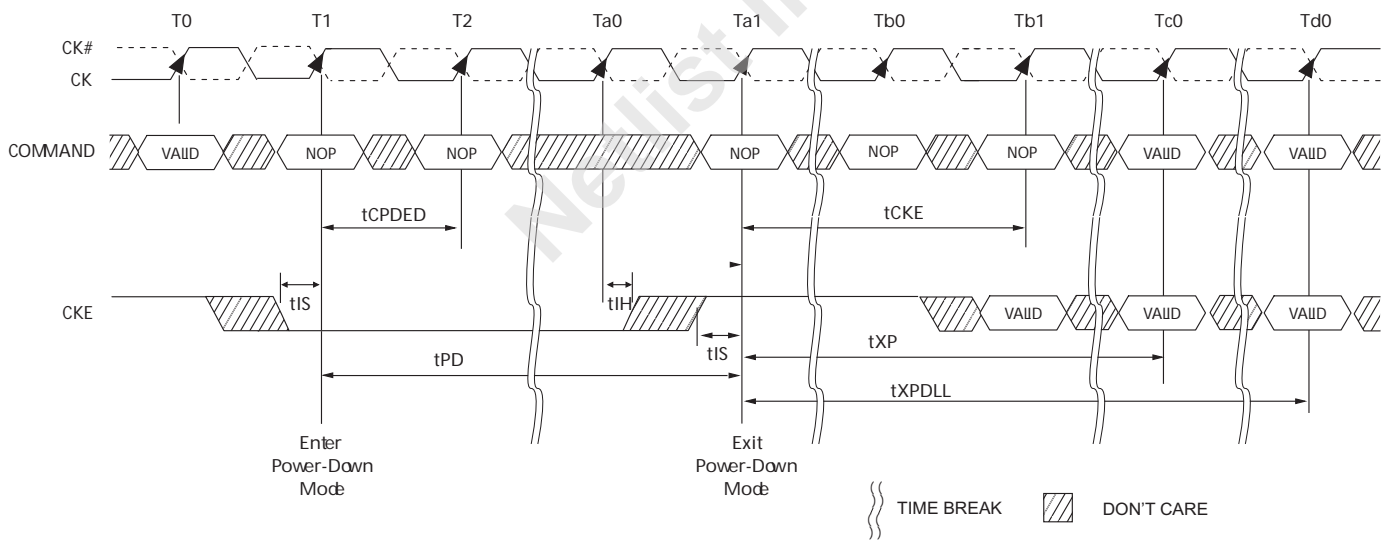 T0 T1 T2 Ta0 Ta1 Tb0 Tb1 Tc0 Td0
CK#
CK
COMMAND VALID NOP NOP NOP NOP NOP VALID VALID
tCPDED tCKE
tIS tIH
CKE VALID VALID VALID
tIS
tPD tXP
tXPDLL
Enter
Power-Down
Mode
Exit
Power-Down
Mode
TIME BREAK DON'T CARE
Netlist